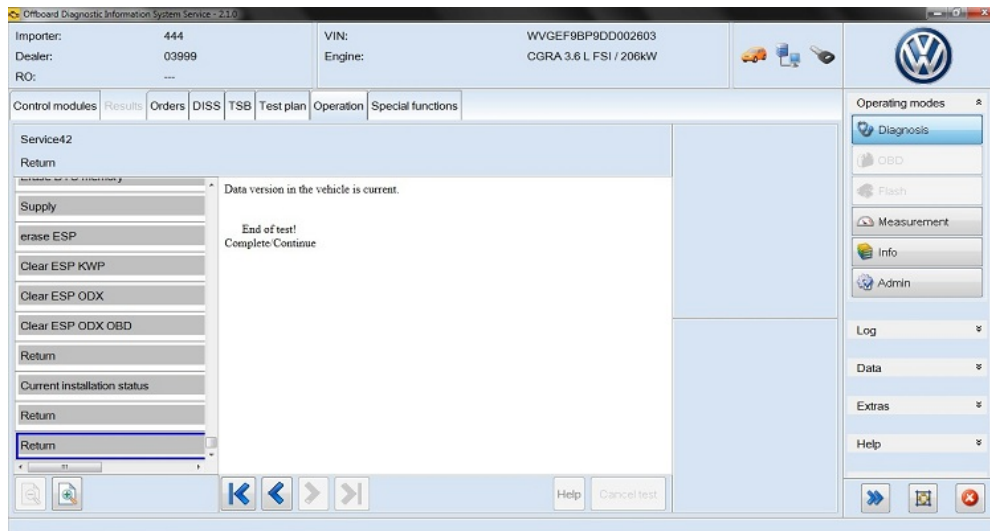 Offboard Diagnostic Information System Service - 2.1.0
Importer: 444 VIN: WVGEF9BP9DD002603
Dealer: 03999 Engine: CGRA 3.6 L FSI / 206kW
RO: ---
Control modules Results Orders DISS TSB Test plan Operation Special functions
Operating modes
Service42
Return
Diagnosis
OBD
Flash
Measurement
Info
Admin
Log
Data
Extras
Help
Erase DTC memory
Supply
erase ESP
Clear ESP KWP
Clear ESP ODX
Clear ESP ODX OBD
Return
Current installation status
Return
Return
Data version in the vehicle is current.
End of test!
Complete/Continue
Help Cancel test